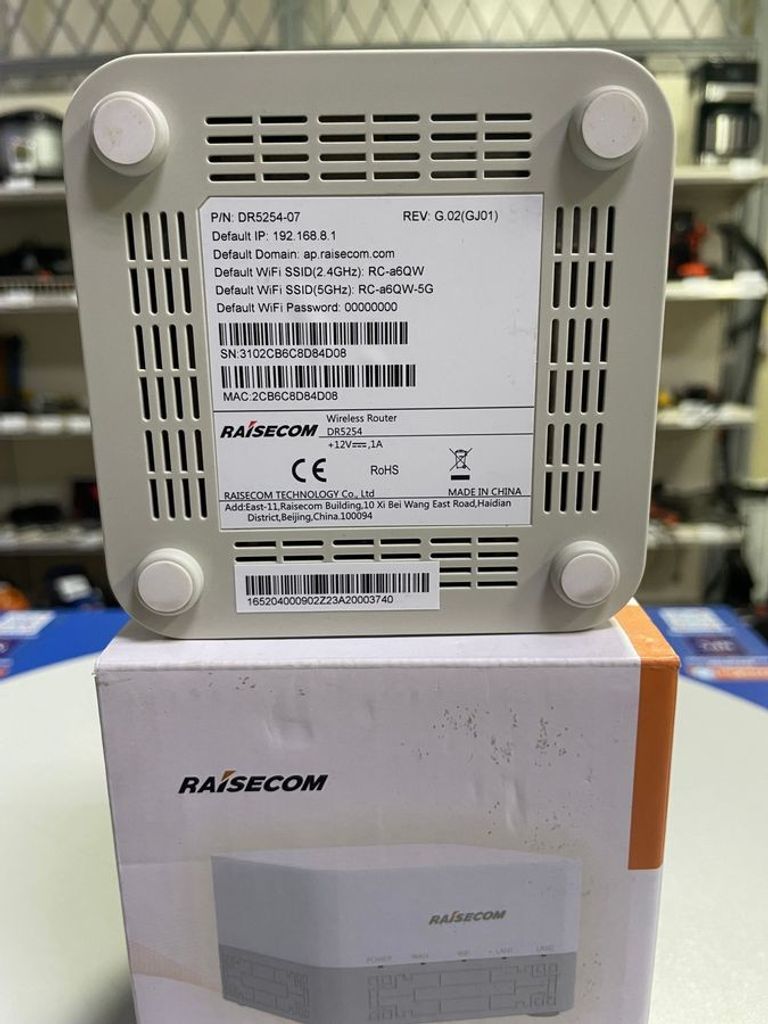 P/N: DR5254-07 REV: G.02(GJ01)
Default IP: 192.168.8.1
Default Domain: ap.raisecom.com
Default WiFi SSID(2.4GHz): RC-a6QW
Default WiFi SSID(5GHz): RC-a6QW-5G
Default WiFi Password: 00000000
SN:3102CB6C8D84D08
MAC:2CB6C8D84D08
RAISECOM
Wireless Router
DR5254
+12V⎓,1A
CE RoHS
RAISECOM TECHNOLOGY Co., Ltd MADE IN CHINA
Add:East-11,Raisecom Building,10 Xi Bei Wang East Road,Haidian
District,Beijing,China.100094
165204000902Z23A20003740
RAISECOM
RAISECOM
POWER